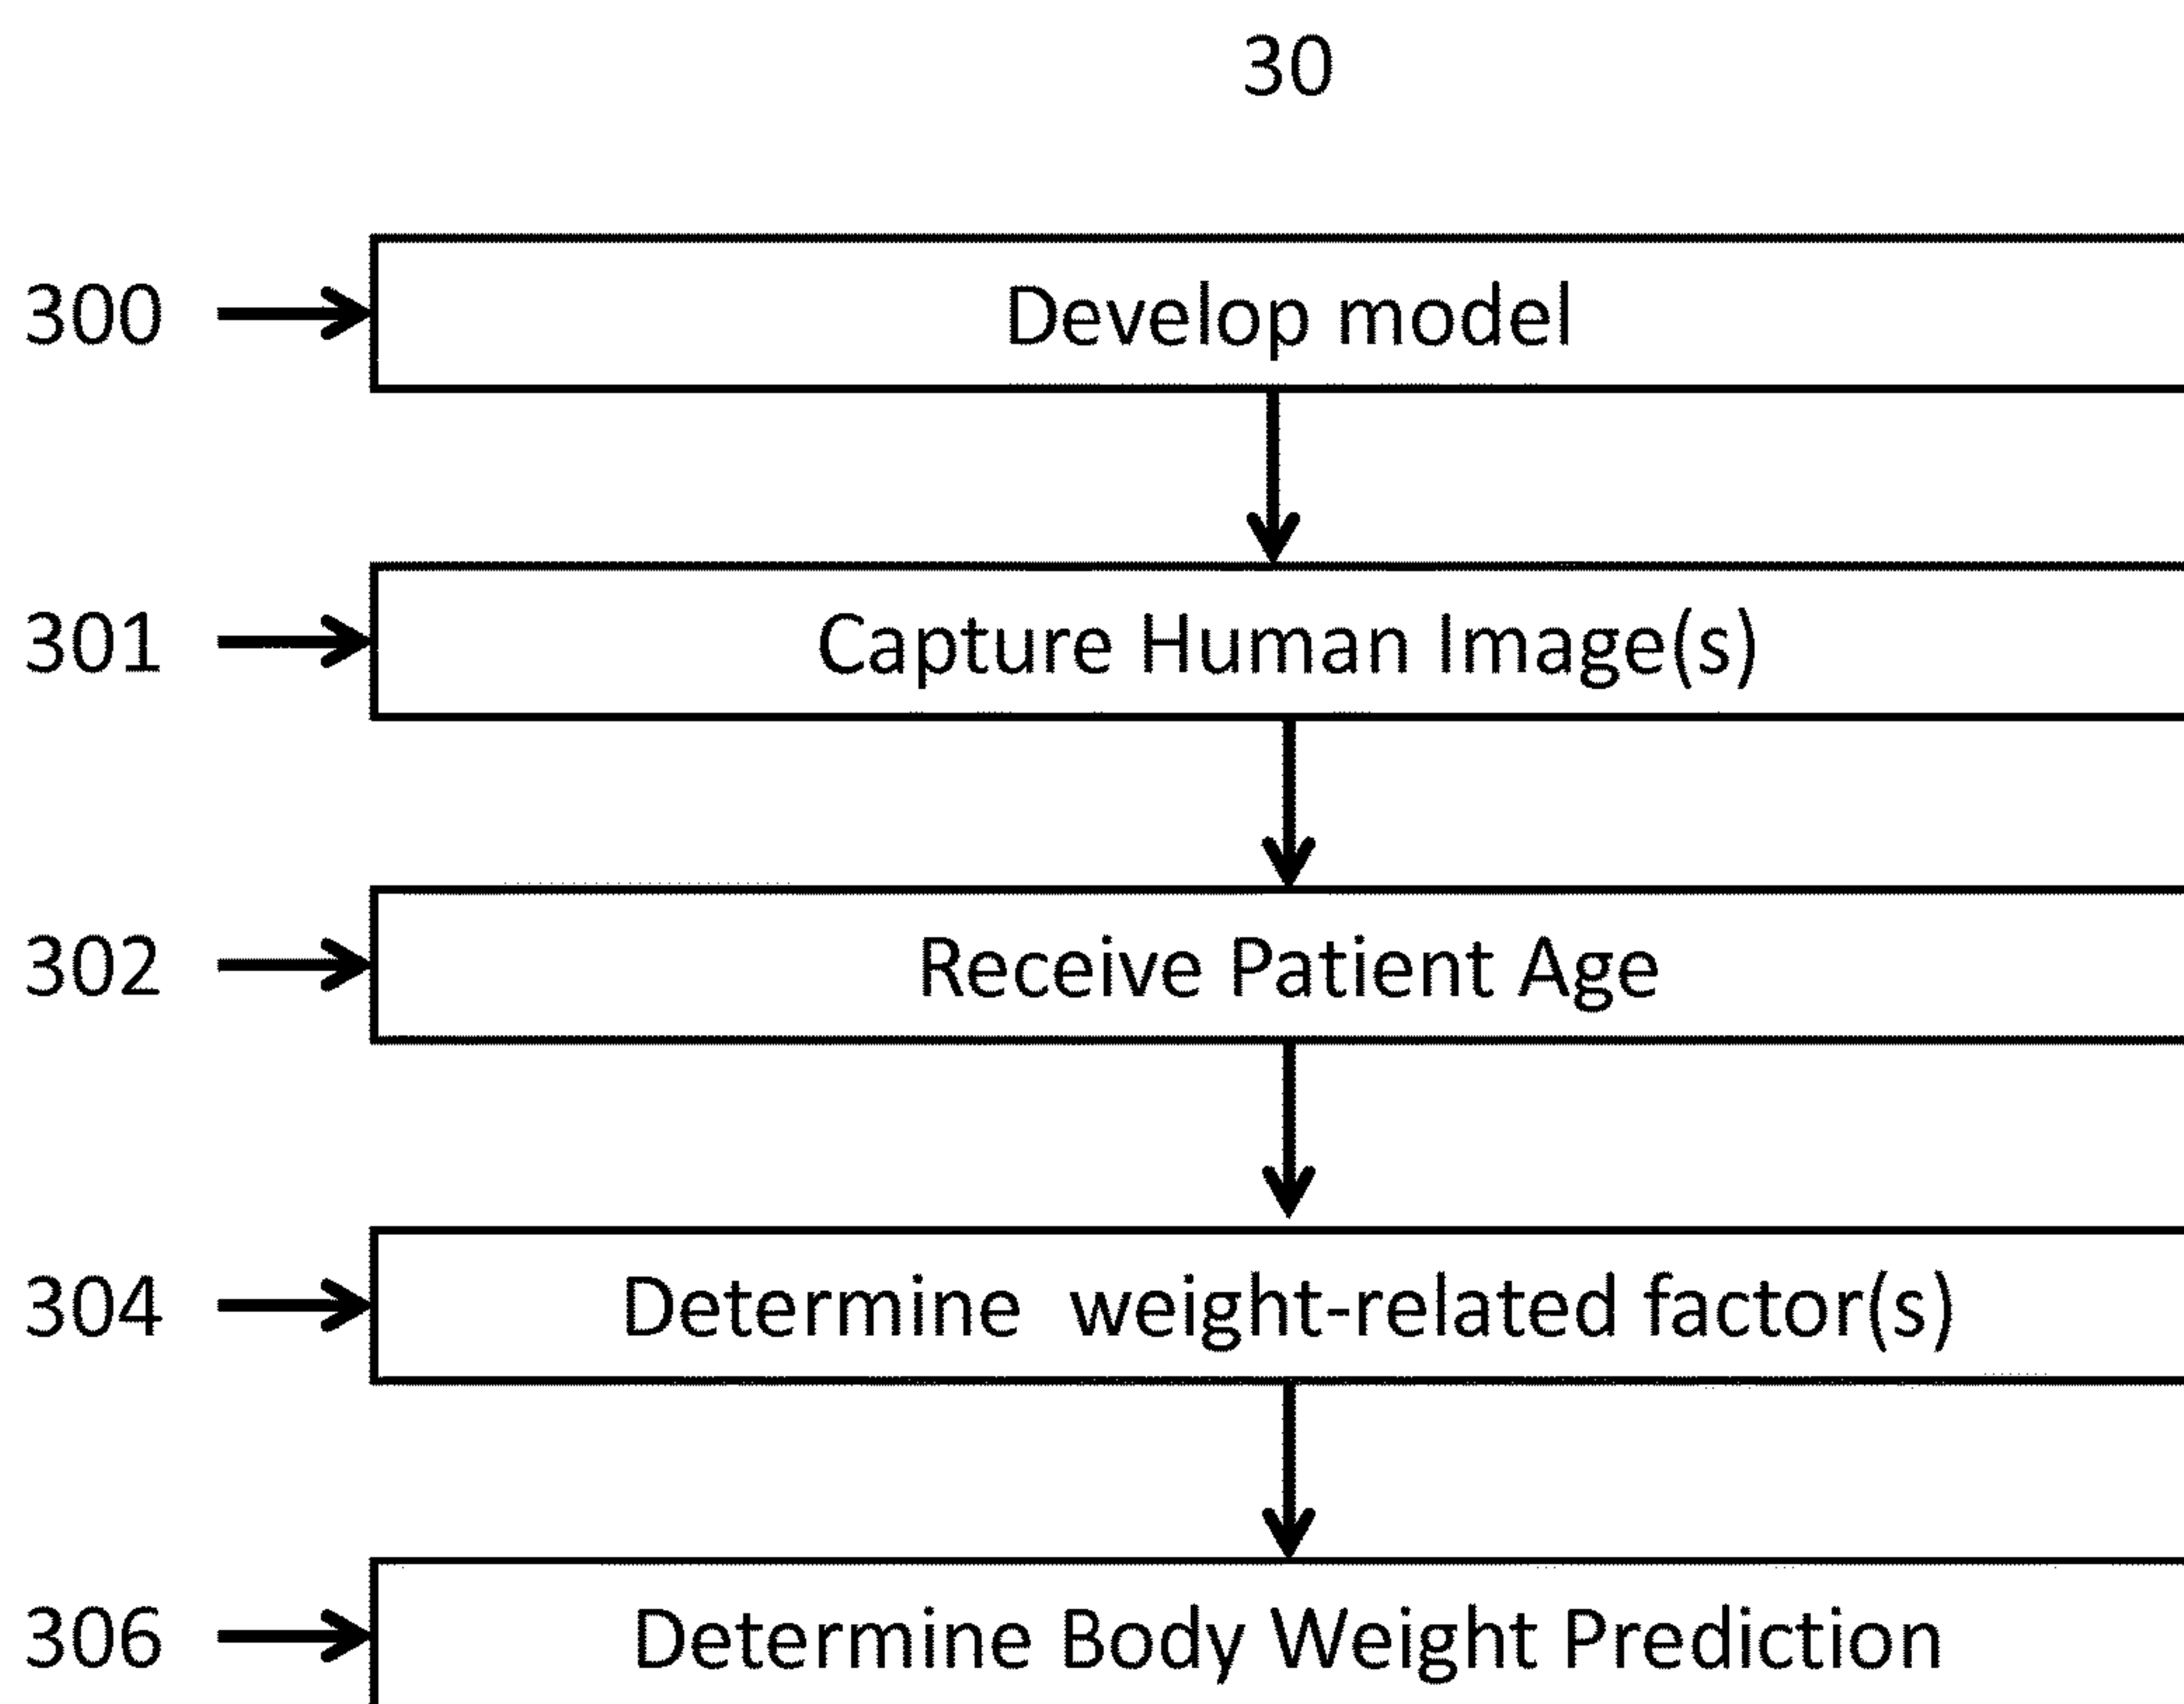 30
300 Develop model
301 Capture Human Image(s)
302 Receive Patient Age
304 Determine weight-related factor(s)
306 Determine Body Weight Prediction